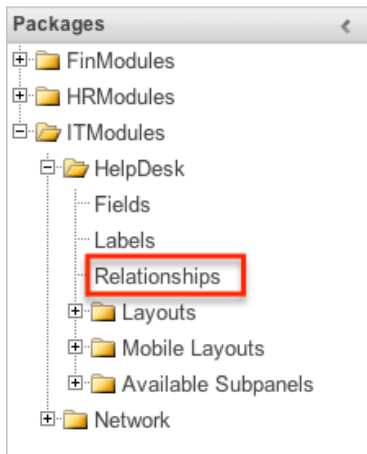 Packages
FinModules
HRModules
ITModules
HelpDesk
Fields
Labels
Relationships
Layouts
Mobile Layouts
Available Subpanels
Network